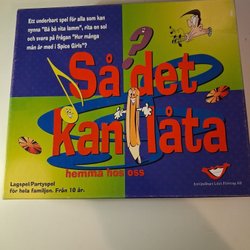 Ett underbart spel för alla som kan
nynna "Bä bä vita lamm", rita en sol
och svara på frågan "Hur många
män är med i Spice Girls"?
Så det
kan låta
hemma hos oss
Lagspel/Partyspel
för hela familjen. Från 10 år.